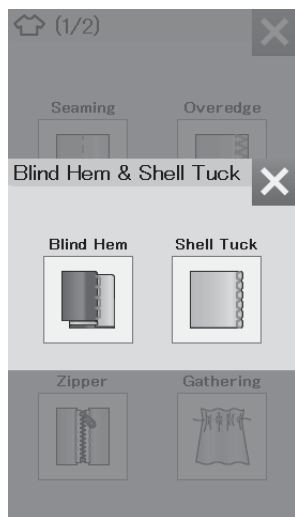 (1/2)
Seaming Overedge
Blind Hem & Shell Tuck
Blind Hem Shell Tuck
Zipper Gathering